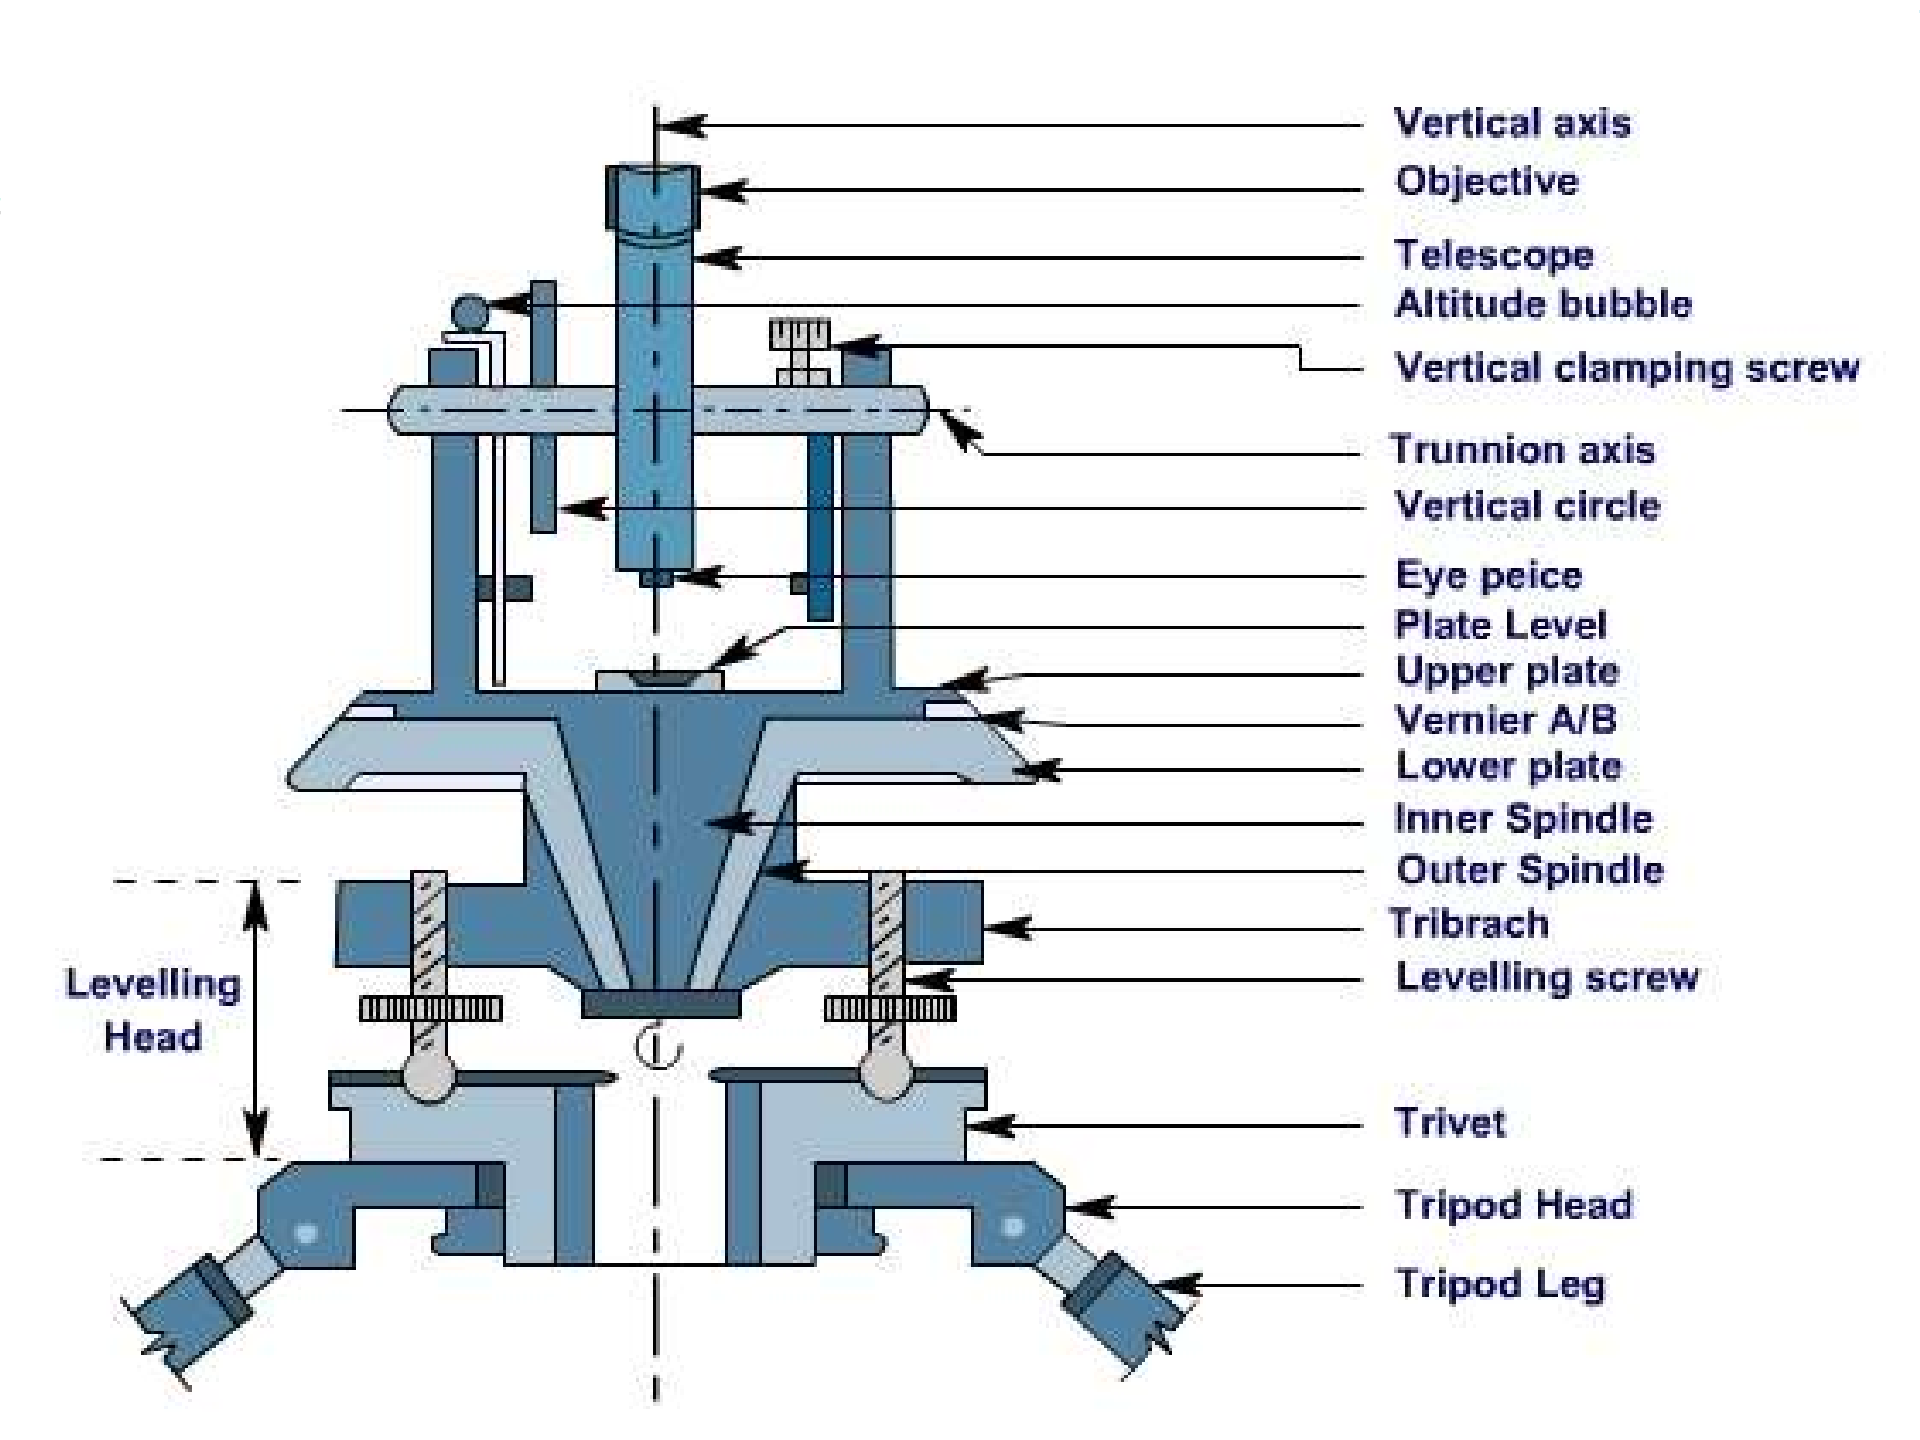 Vertical axis
Objective
Telescope
Altitude bubble
Vertical clamping screw
Trunnion axis
Vertical circle
Eye peice
Plate Level
Upper plate
Vernier A/B
Lower plate
Inner Spindle
Outer Spindle
Tribrach
Levelling screw
Levelling
Head
Trivet
Tripod Head
Tripod Leg